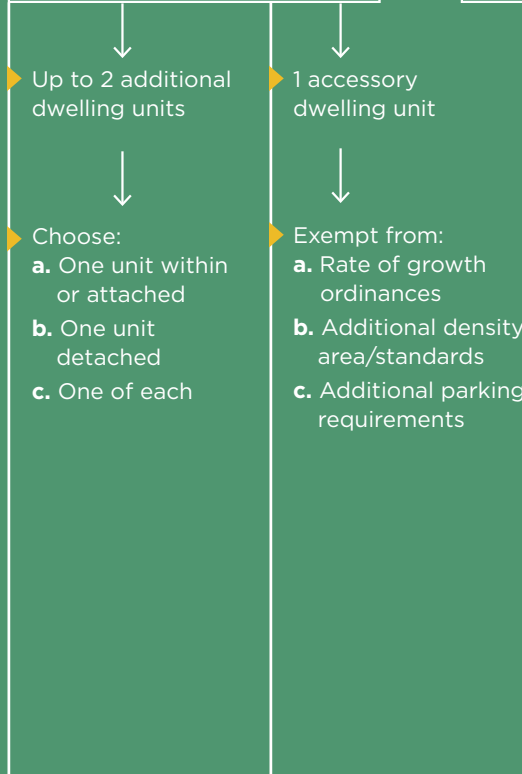 Up to 2 additional
dwelling units
Choose:
a. One unit within
or attached
b. One unit
detached
c. One of each
1 accessory
dwelling unit
Exempt from:
a. Rate of growth
ordinances
b. Additional density
area/standards
c. Additional parking
requirements